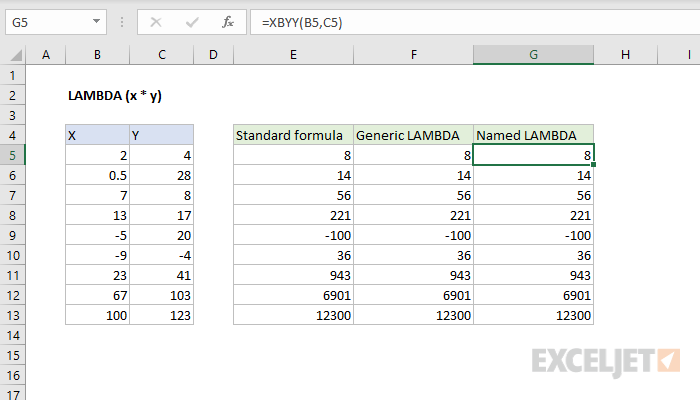 G5 fx =XBYY(B5,C5)
A B C D E F G H I
1
2 LAMBDA (x * y)
3
4 X Y Standard formula Generic LAMBDA Named LAMBDA
5 2 4 8 8 8
6 0.5 28 14 14 14
7 7 8 56 56 56
8 13 17 221 221 221
9 -5 20 -100 -100 -100
10 -9 -4 36 36 36
11 23 41 943 943 943
12 67 103 6901 6901 6901
13 100 123 12300 12300 12300
14
15
16
17
EXCELJET